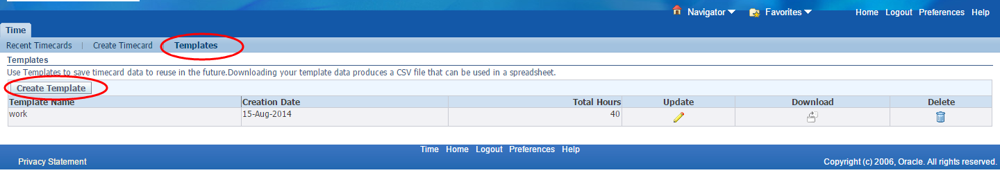 Navigator Favorites Home Logout Preferences Help
Time
Recent Timecards | Create Timecard | Templates
Templates
Use Templates to save timecard data to reuse in the future.Downloading your template data produces a CSV file that can be used in a spreadsheet.
Create Template
Template Name Creation Date Total Hours Update Download Delete
work 15-Aug-2014 40
Time Home Logout Preferences Help
Privacy Statement Copyright (c) 2006, Oracle. All rights reserved.